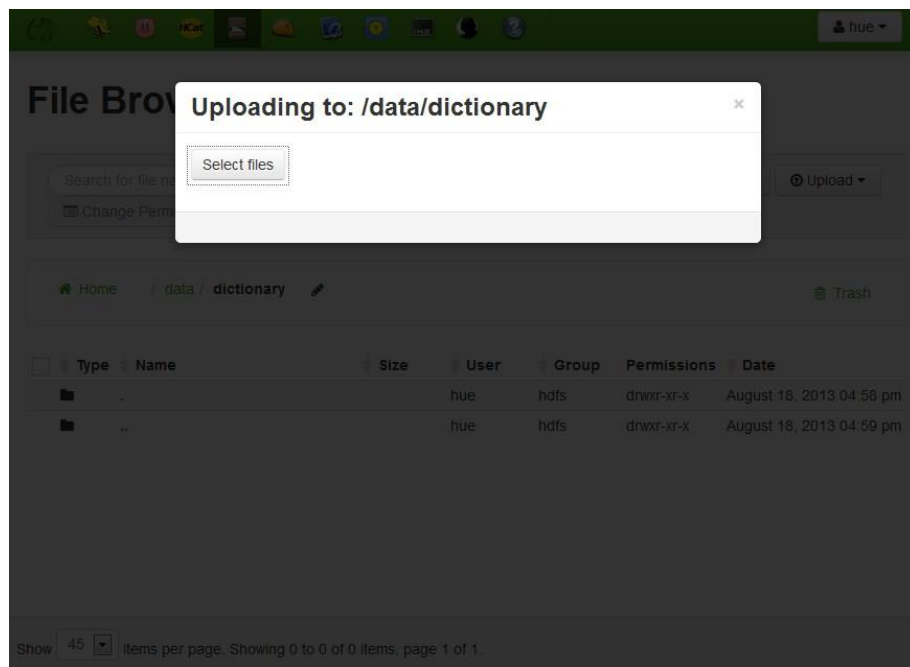 HCat
hue
File Brow
Uploading to: /data/dictionary
×
Select files
Search for file na
Upload
Change Perm
Home / data / dictionary
Trash
Type Name Size User Group Permissions Date
. hue hdfs drwxr-xr-x August 18, 2013 04:58 pm
.. hue hdfs drwxr-xr-x August 18, 2013 04:59 pm
Show 45 items per page. Showing 0 to 0 of 0 items, page 1 of 1.